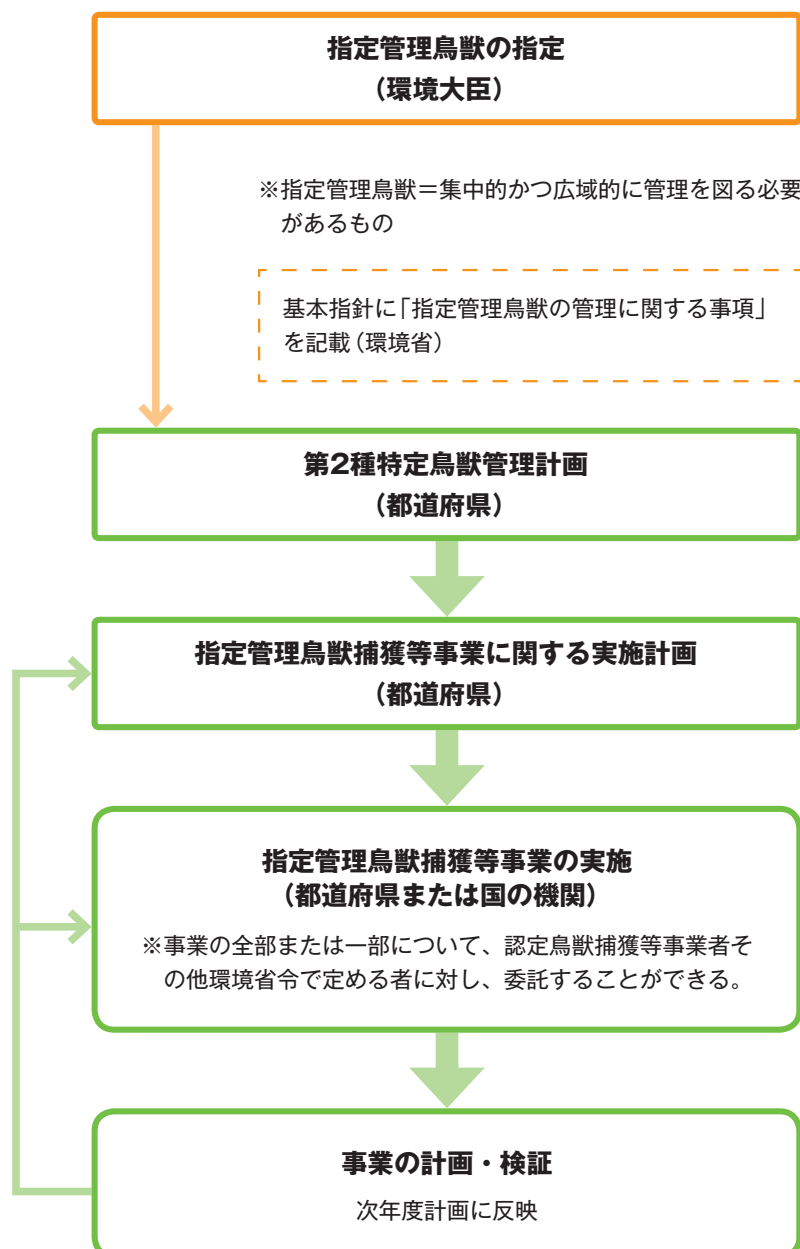 指定管理鳥獣の指定
（環境大臣）
※指定管理鳥獣＝集中的かつ広域的に管理を図る必要
があるもの
基本指針に「指定管理鳥獣の管理に関する事項」
を記載（環境省）
第2種特定鳥獣管理計画
（都道府県）
指定管理鳥獣捕獲等事業に関する実施計画
（都道府県）
指定管理鳥獣捕獲等事業の実施
（都道府県または国の機関）
※事業の全部または一部について、認定鳥獣捕獲等事業者そ
の他環境省令で定める者に対し、委託することができる。
事業の計画・検証
次年度計画に反映